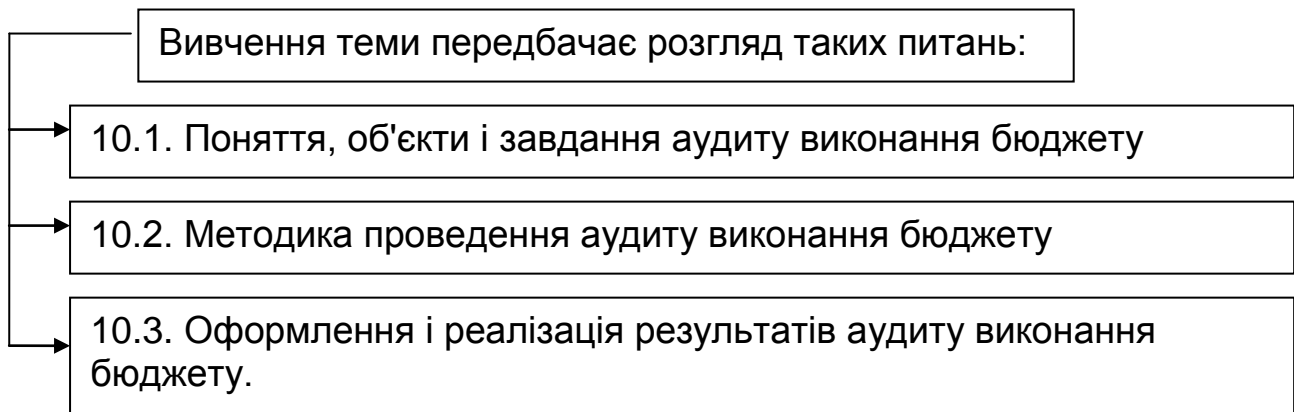 Вивчення теми передбачає розгляд таких питань:
10.1. Поняття, об'єкти і завдання аудиту виконання бюджету
10.2. Методика проведення аудиту виконання бюджету
10.3. Оформлення і реалізація результатів аудиту виконання
бюджету.